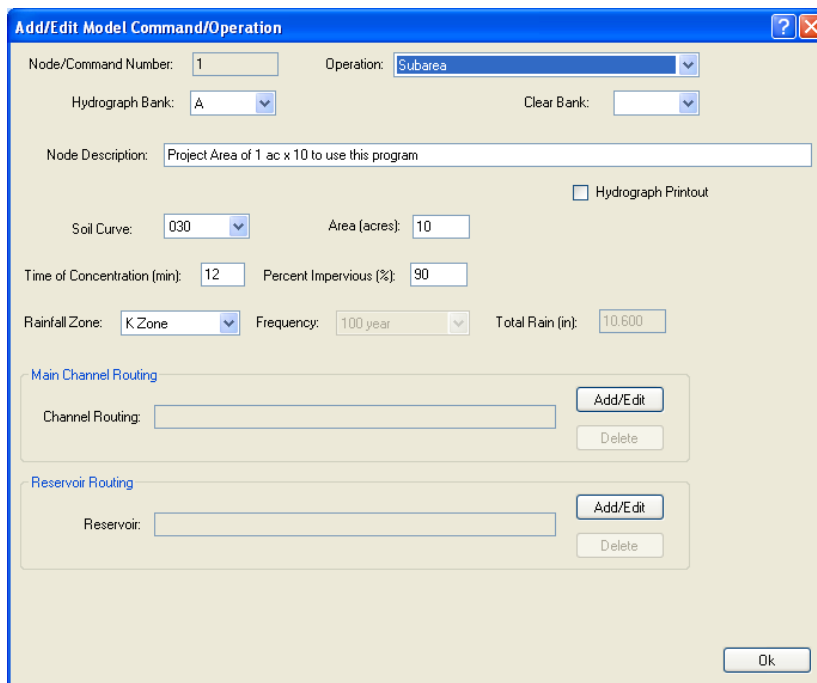 Add/Edit Model Command/Operation
Node/Command Number: 1 Operation: Subarea
Hydrograph Bank: A Clear Bank:
Node Description: Project Area of 1 ac x 10 to use this program
Hydrograph Printout
Soil Curve: 030 Area (acres): 10
Time of Concentration (min): 12 Percent Impervious (%): 90
Rainfall Zone: K Zone Frequency: 100 year Total Rain (in): 10.600
Main Channel Routing
Add/Edit
Channel Routing:
Delete
Reservoir Routing
Add/Edit
Reservoir:
Delete
Ok